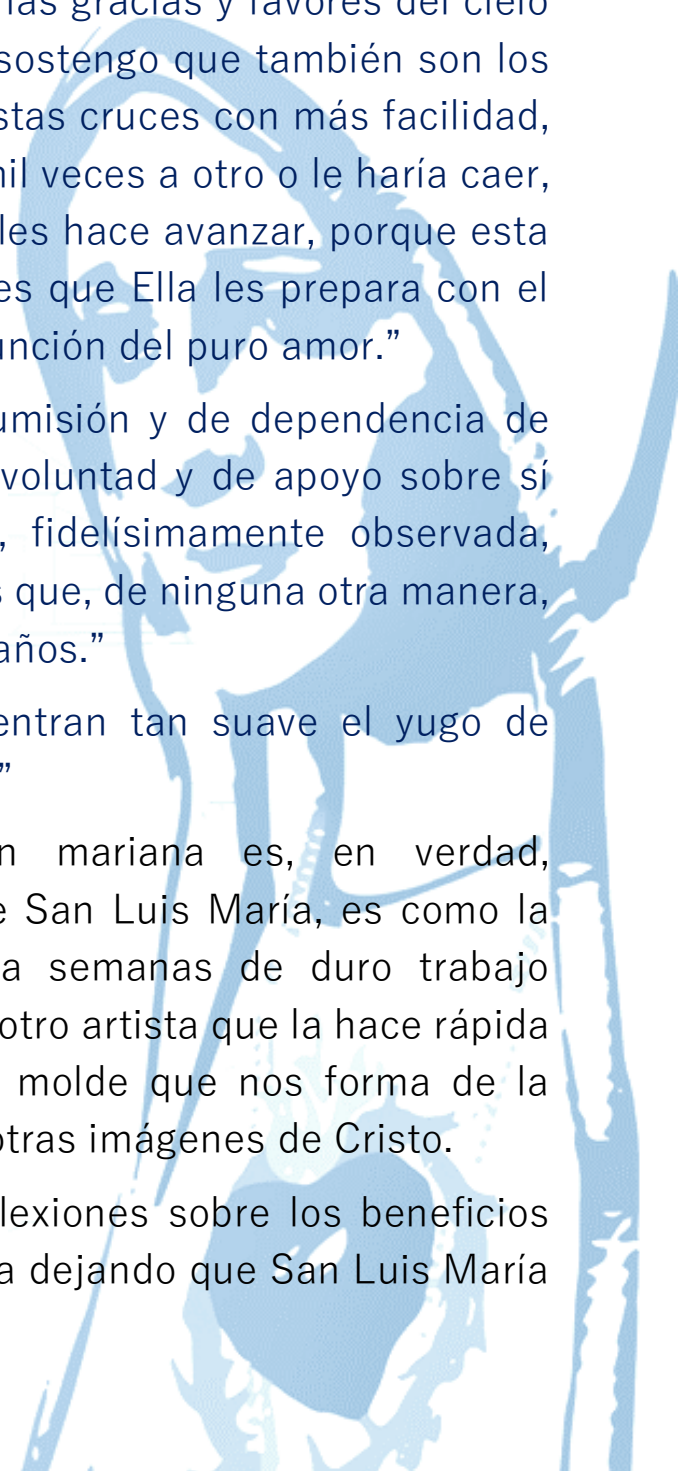 las gracias y favores del cielo
sostengo que también son los
stas cruces con más facilidad,
mil veces a otro o le haría caer,
les hace avanzar, porque esta
es que Ella les prepara con el
unción del puro amor.”
umisión y de dependencia de
voluntad y de apoyo sobre sí
, fidelísimamente observada,
s que, de ninguna otra manera,
años.”
entran tan suave el yugo de
”
n mariana es, en verdad,
e San Luis María, es como la
a semanas de duro trabajo
otro artista que la hace rápida
molde que nos forma de la
otras imágenes de Cristo.
lexiones sobre los beneficios
a dejando que San Luis María